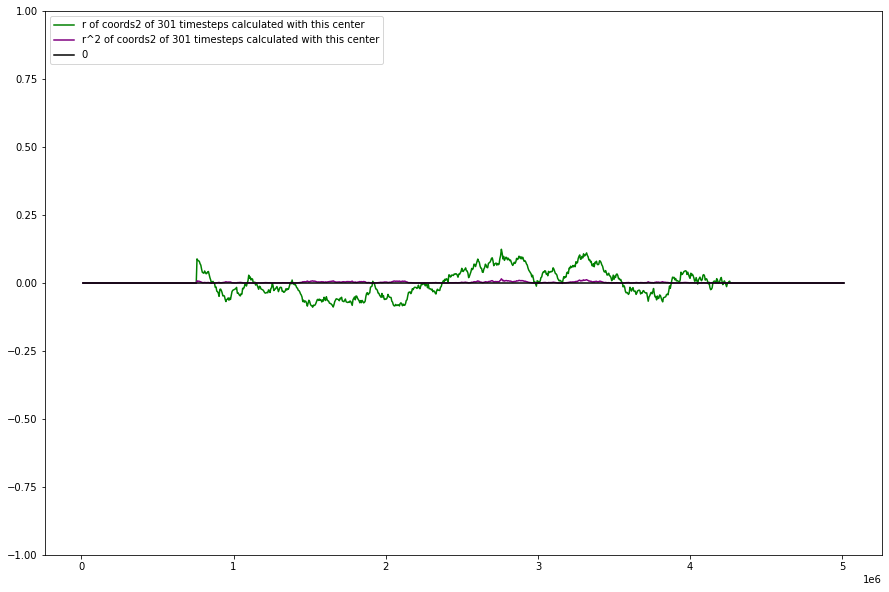 r of coords2 of 301 timesteps calculated with this center
r^2 of coords2 of 301 timesteps calculated with this center
0
1.00
0.75
0.50
0.25
0.00
−0.25
−0.50
−0.75
−1.00
0 1 2 3 4 5
1e6